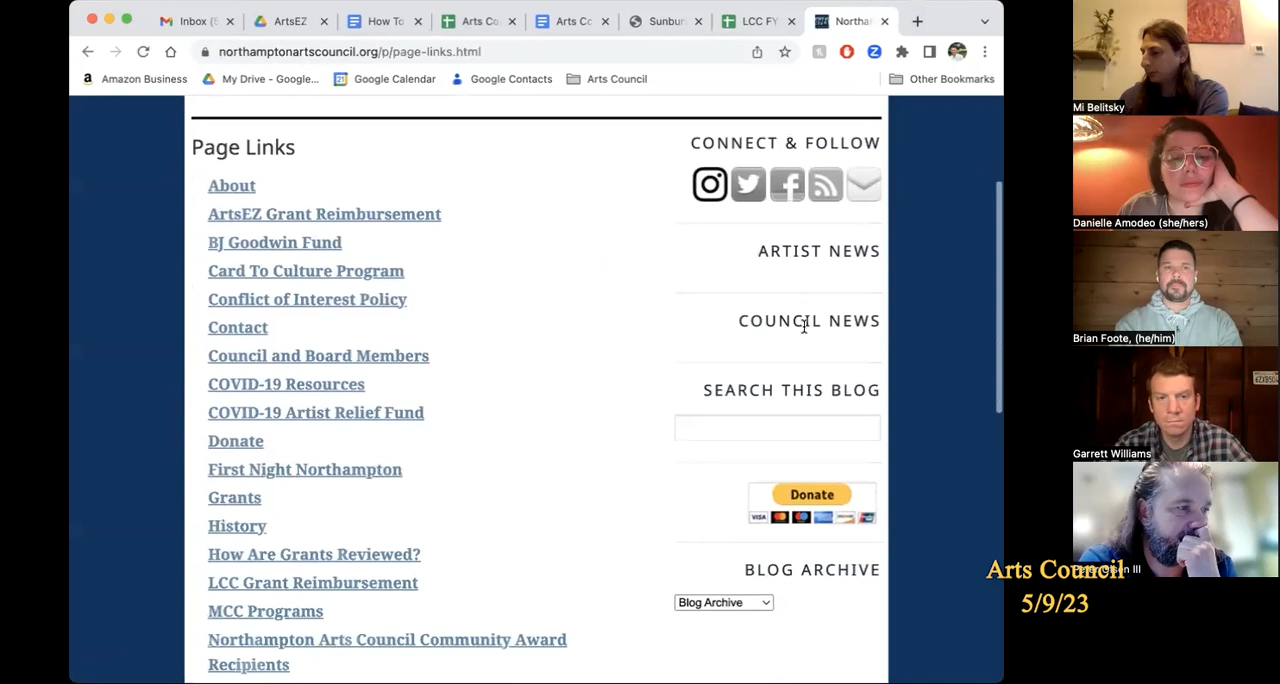 Inbox (
ArtsEZ
How To
Arts Co
Arts Cc
Sunbur
LCC FY
Northa
northamptonartscouncil.org/p/page-links.html
Amazon Business
My Drive - Google...
Google Calendar
Google Contacts
Arts Council
Other Bookmarks
Page Links
About
ArtsEZ Grant Reimbursement
BJ Goodwin Fund
Card To Culture Program
Conflict of Interest Policy
Contact
Council and Board Members
COVID-19 Resources
COVID-19 Artist Relief Fund
Donate
First Night Northampton
Grants
History
How Are Grants Reviewed?
LCC Grant Reimbursement
MCC Programs
Northampton Arts Council Community Award
Recipients
CONNECT & FOLLOW
ARTIST NEWS
COUNCIL NEWS
SEARCH THIS BLOG
Donate
VISA
BLOG ARCHIVE
Blog Archive
Mi Belitsky
Danielle Amodeo (she/hers)
Brian Foote, (he/him)
Garrett Williams
III
Arts Council
5/9/23